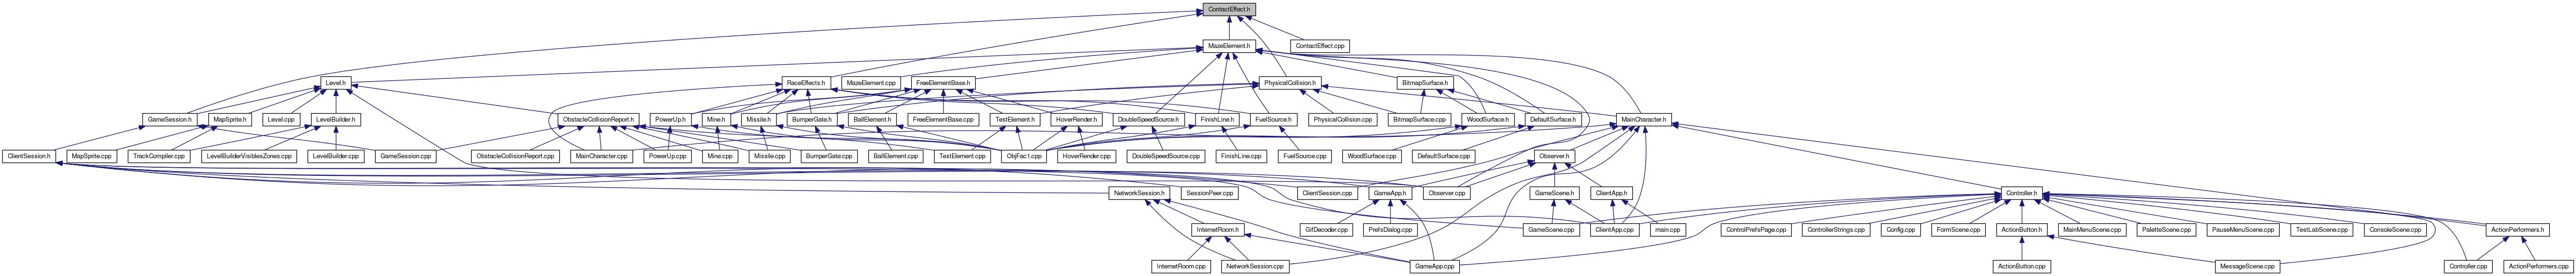 ContactEffect.h
MazeElement.h
ContactEffect.cpp
Level.h
RaceEffects.h
MazeElement.cpp
FreeElementBase.h
PhysicalCollision.h
BitmapSurface.h
GameSession.h
MapSprite.h
Level.cpp
LevelBuilder.h
ObstacleCollisionReport.h
PowerUp.h
Mine.h
Missile.h
BumperGate.h
BallElement.h
FreeElementBase.cpp
TestElement.h
HoverRender.h
DoubleSpeedSource.h
FinishLine.h
FuelSource.h
PhysicalCollision.cpp
BitmapSurface.cpp
WoodSurface.h
DefaultSurface.h
MainCharacter.h
ClientSession.h
MapSprite.cpp
TrackCompiler.cpp
LevelBuilderVisiblesZones.cpp
LevelBuilder.cpp
GameSession.cpp
ObstacleCollisionReport.cpp
MainCharacter.cpp
PowerUp.cpp
Mine.cpp
Missile.cpp
BumperGate.cpp
BallElement.cpp
TestElement.cpp
ObjFac1.cpp
HoverRender.cpp
DoubleSpeedSource.cpp
FinishLine.cpp
FuelSource.cpp
WoodSurface.cpp
DefaultSurface.cpp
Observer.h
NetworkSession.h
SessionPeer.cpp
ClientSession.cpp
GameApp.h
Observer.cpp
GameScene.h
ClientApp.h
Controller.h
InternetRoom.h
GifDecoder.cpp
PrefsDialog.cpp
GameScene.cpp
ClientApp.cpp
main.cpp
ControlPrefsPage.cpp
ControllerStrings.cpp
Config.cpp
FormScene.cpp
ActionButton.h
MainMenuScene.cpp
PaletteScene.cpp
PauseMenuScene.cpp
TestLabScene.cpp
ConsoleScene.cpp
ActionPerformers.h
InternetRoom.cpp
NetworkSession.cpp
GameApp.cpp
ActionButton.cpp
MessageScene.cpp
Controller.cpp
ActionPerformers.cpp